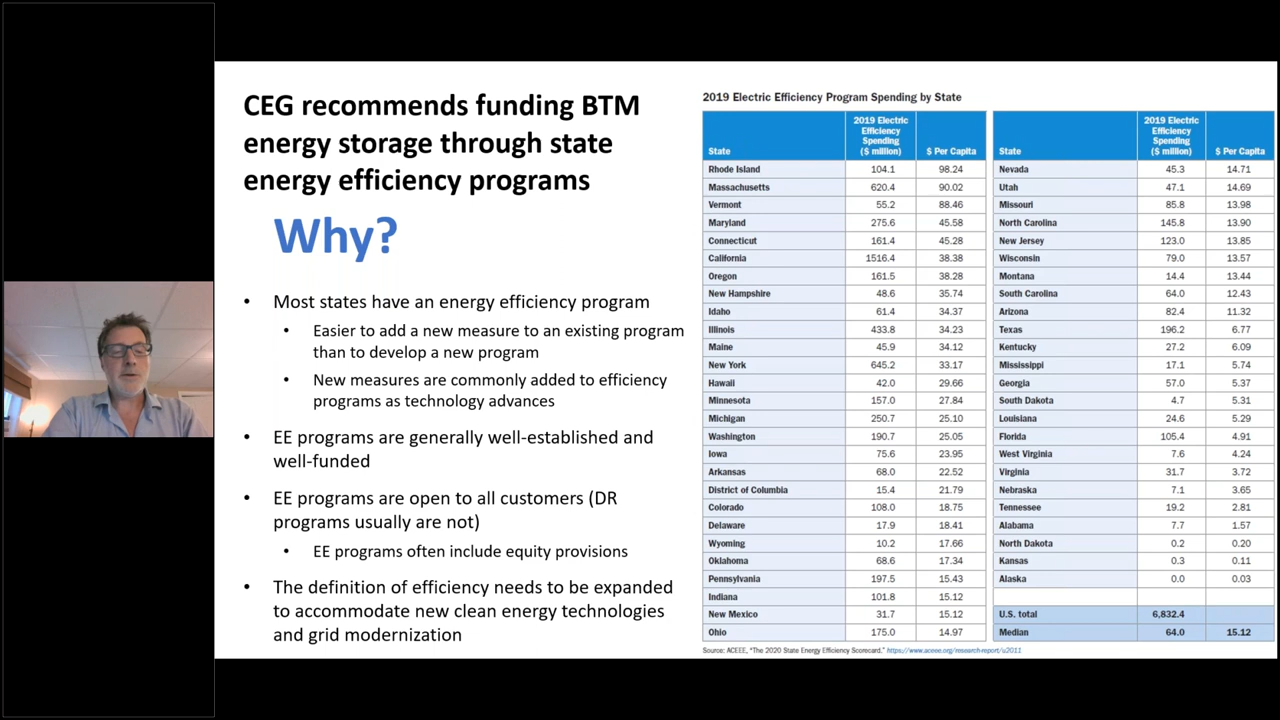 CEG recommends funding BTM
energy storage through state
energy efficiency programs
Why?
• Most states have an energy efficiency program
• Easier to add a new measure to an existing program
than to develop a new program
• New measures are commonly added to efficiency
programs as technology advances
• EE programs are generally well-established and
well-funded
• EE programs are open to all customers (DR
programs usually are not)
• EE programs often include equity provisions
• The definition of efficiency needs to be expanded
to accommodate new clean energy technologies
and grid modernization
2019 Electric Efficiency Program Spending by State
State 2019 Electric Efficiency Spending ($ million) $ Per Capita
Rhode Island 104.1 98.24
Massachusetts 620.4 90.02
Vermont 55.2 88.46
Maryland 275.6 45.58
Connecticut 161.4 45.28
California 1516.4 38.38
Oregon 161.5 38.28
New Hampshire 48.6 35.74
Idaho 61.4 34.37
Illinois 433.8 34.23
Maine 45.9 34.12
New York 645.2 33.17
Hawaii 42.0 29.66
Minnesota 157.0 27.84
Michigan 250.7 25.10
Washington 190.7 25.05
Iowa 75.6 23.95
Arkansas 68.0 22.52
District of Columbia 15.4 21.79
Colorado 108.0 18.75
Delaware 17.9 18.41
Wyoming 10.2 17.66
Oklahoma 68.6 17.34
Pennsylvania 197.5 15.43
Indiana 101.8 15.12
New Mexico 31.7 15.12
Ohio 175.0 14.97
State 2019 Electric Efficiency Spending ($ million) $ Per Capita
Nevada 45.3 14.71
Utah 47.1 14.69
Missouri 85.8 13.98
North Carolina 145.8 13.90
New Jersey 123.0 13.85
Wisconsin 79.0 13.57
Montana 14.4 13.44
South Carolina 64.0 12.43
Arizona 82.4 11.32
Texas 196.2 6.77
Kentucky 27.2 6.09
Mississippi 17.1 5.74
Georgia 57.0 5.37
South Dakota 4.7 5.31
Louisiana 24.6 5.29
Florida 105.4 4.91
West Virginia 7.6 4.24
Virginia 31.7 3.72
Nebraska 7.1 3.65
Tennessee 19.2 2.81
Alabama 7.7 1.57
North Dakota 0.2 0.20
Kansas 0.3 0.11
Alaska 0.0 0.03
U.S. total 6,832.4
Median 64.0 15.12
Source: ACEEE, "The 2020 State Energy Efficiency Scorecard." https://www.aceee.org/research-report/u2011